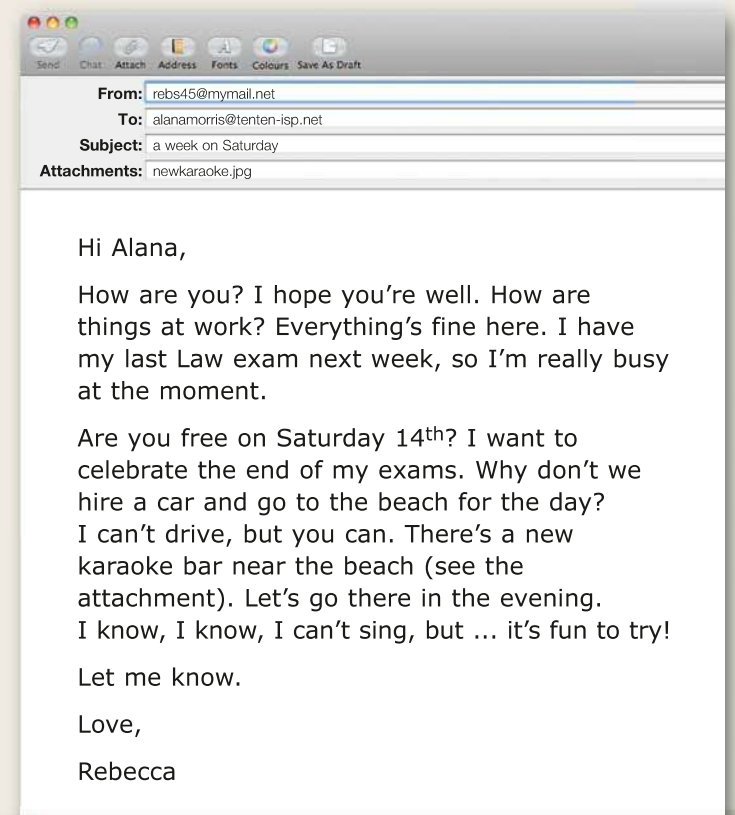 Send Chat Attach Address Fonts Colours Save As Draft
From: rebs45@mymail.net
To: alanamorris@tenten-isp.net
Subject: a week on Saturday
Attachments: newkaraoke.jpg
Hi Alana,
How are you? I hope you’re well. How are
things at work? Everything’s fine here. I have
my last Law exam next week, so I’m really busy
at the moment.
Are you free on Saturday 14th? I want to
celebrate the end of my exams. Why don’t we
hire a car and go to the beach for the day?
I can’t drive, but you can. There’s a new
karaoke bar near the beach (see the
attachment). Let’s go there in the evening.
I know, I know, I can’t sing, but ... it’s fun to try!
Let me know.
Love,
Rebecca